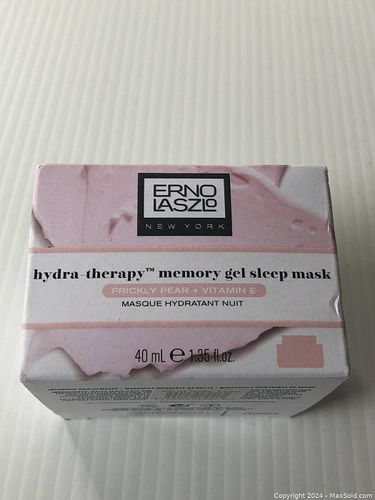 ERNO
LASZLO
NEW YORK
hydra-therapy™ memory gel sleep mask
PRICKLY PEAR + VITAMIN E
MASQUE HYDRATANT NUIT
40 mL ℮ 1.35 fl.oz.
Copyright 2024 - MaxSold.com